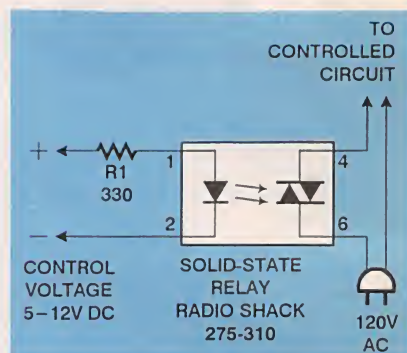 TO
CONTROLLED
CIRCUIT
+
1
4
R1
330
2
6
–
CONTROL
VOLTAGE
5–12V DC
SOLID-STATE
RELAY
RADIO SHACK
275-310
120V
AC